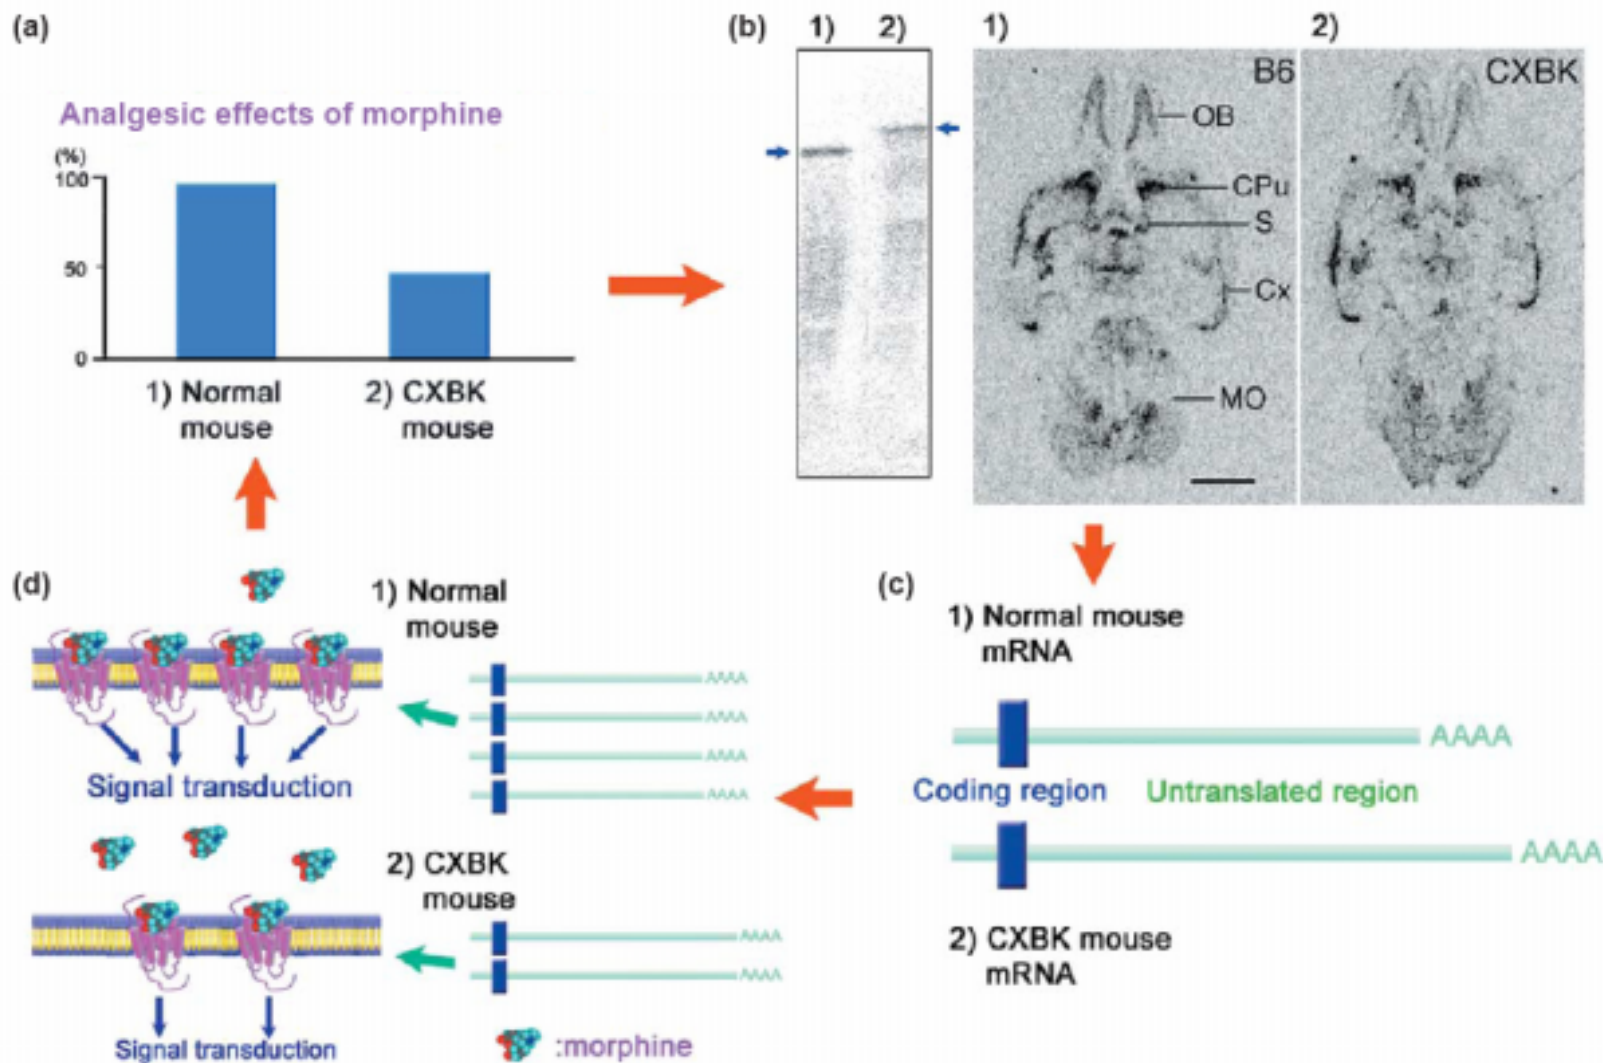 (a)
Analgesic effects of morphine
(%)
100
50
0
1) Normal
mouse
2) CXBK
mouse
(b)
1)
2)
1)
B6
OB
CPu
S
Cx
MO
2)
CXBK
(c)
1) Normal mouse
mRNA
AAAA
Coding region
Untranslated region
AAAA
2) CXBK mouse
mRNA
(d)
1) Normal
mouse
AAAA
AAAA
AAAA
AAAA
Signal transduction
2) CXBK
mouse
AAAA
AAAA
Signal transduction
:morphine